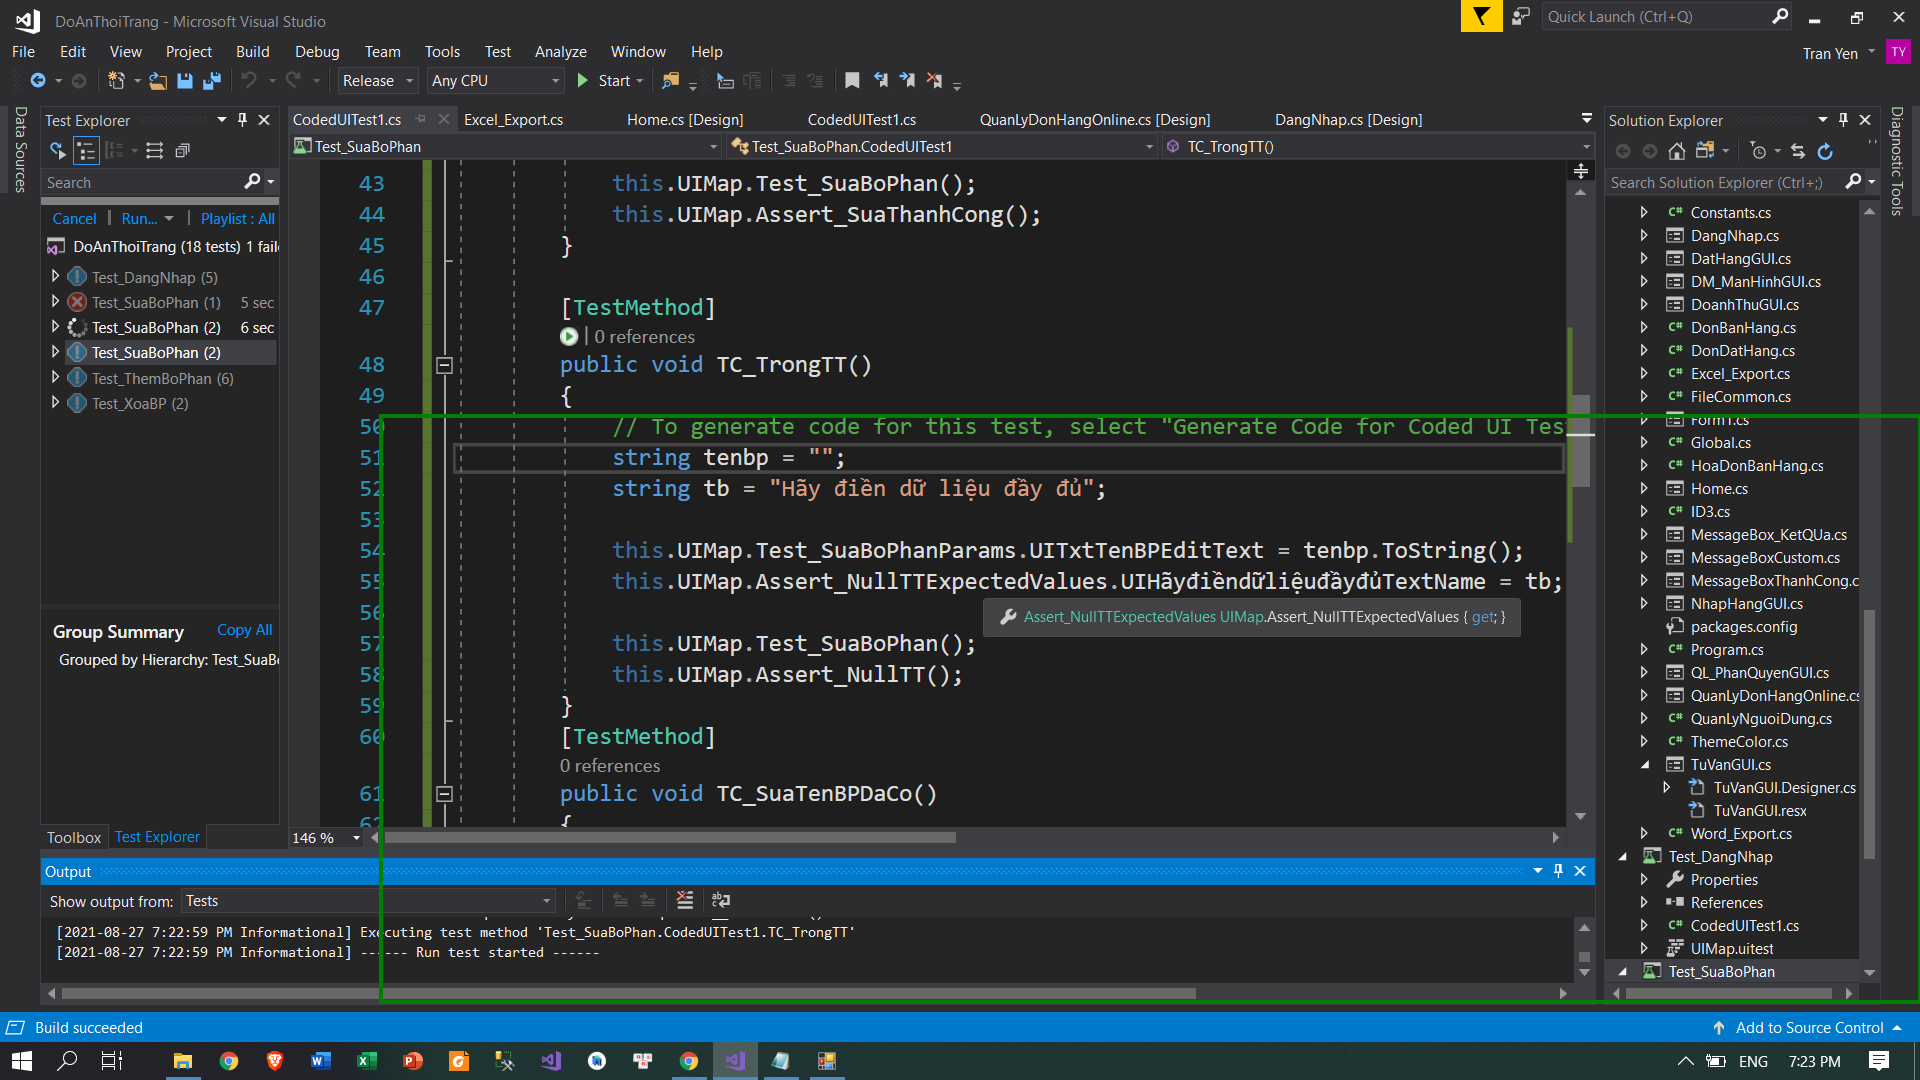 DoAnThoiTrang - Microsoft Visual Studio
Quick Launch (Ctrl+Q)
File Edit View Project Build Debug Team Tools Test Analyze Window Help
Tran Yen TY
Release Any CPU Start
Data Sources
Test Explorer
Search
Cancel Run... Playlist : All
DoAnThoiTrang (18 tests) 1 faile
Test_DangNhap (5)
Test_SuaBoPhan (1) 5 sec
Test_SuaBoPhan (2) 6 sec
Test_SuaBoPhan (2)
Test_ThemBoPhan (6)
Test_XoaBP (2)
Group Summary Copy All
Grouped by Hierarchy: Test_SuaBo
Toolbox Test Explorer
CodedUITest1.cs Excel_Export.cs Home.cs [Design] CodedUITest1.cs QuanLyDonHangOnline.cs [Design] DangNhap.cs [Design]
Test_SuaBoPhan Test_SuaBoPhan.CodedUITest1 TC_TrongTT()
43 this.UIMap.Test_SuaBoPhan();
44 this.UIMap.Assert_SuaThanhCong();
45 }
46
47 [TestMethod]
| 0 references
48 public void TC_TrongTT()
49 {
50 // To generate code for this test, select "Generate Code for Coded UI Tes
51 string tenbp = "";
52 string tb = "Hãy điền dữ liệu đầy đủ";
53
54 this.UIMap.Test_SuaBoPhanParams.UITxtTenBPEditText = tenbp.ToString();
55 this.UIMap.Assert_NullTTExpectedValues.UIHãyđiềndữliệuđầyđủTextName = tb;
56
Assert_NullTTExpectedValues UIMap.Assert_NullTTExpectedValues { get; }
57 this.UIMap.Test_SuaBoPhan();
58 this.UIMap.Assert_NullTT();
59 }
60 [TestMethod]
0 references
61 public void TC_SuaTenBPDaCo()
62 {
146 %
Output
Show output from: Tests
[2021-08-27 7:22:59 PM Informational] Executing test method 'Test_SuaBoPhan.CodedUITest1.TC_TrongTT'
[2021-08-27 7:22:59 PM Informational] ------ Run test started ------
Solution Explorer
Search Solution Explorer (Ctrl+;)
Constants.cs
DangNhap.cs
DatHangGUI.cs
DM_ManHinhGUI.cs
DoanhThuGUI.cs
DonBanHang.cs
DonDatHang.cs
Excel_Export.cs
FileCommon.cs
Form1.cs
Global.cs
HoaDonBanHang.cs
Home.cs
ID3.cs
MessageBox_KetQUa.cs
MessageBoxCustom.cs
MessageBoxThanhCong.c
NhapHangGUI.cs
packages.config
Program.cs
QL_PhanQuyenGUI.cs
QuanLyDonHangOnline.cs
QuanLyNguoiDung.cs
ThemeColor.cs
TuVanGUI.cs
TuVanGUI.Designer.cs
TuVanGUI.resx
Word_Export.cs
Test_DangNhap
Properties
References
CodedUITest1.cs
UIMap.uitest
Test_SuaBoPhan
Diagnostic Tools
Build succeeded
Add to Source Control
ENG 7:23 PM